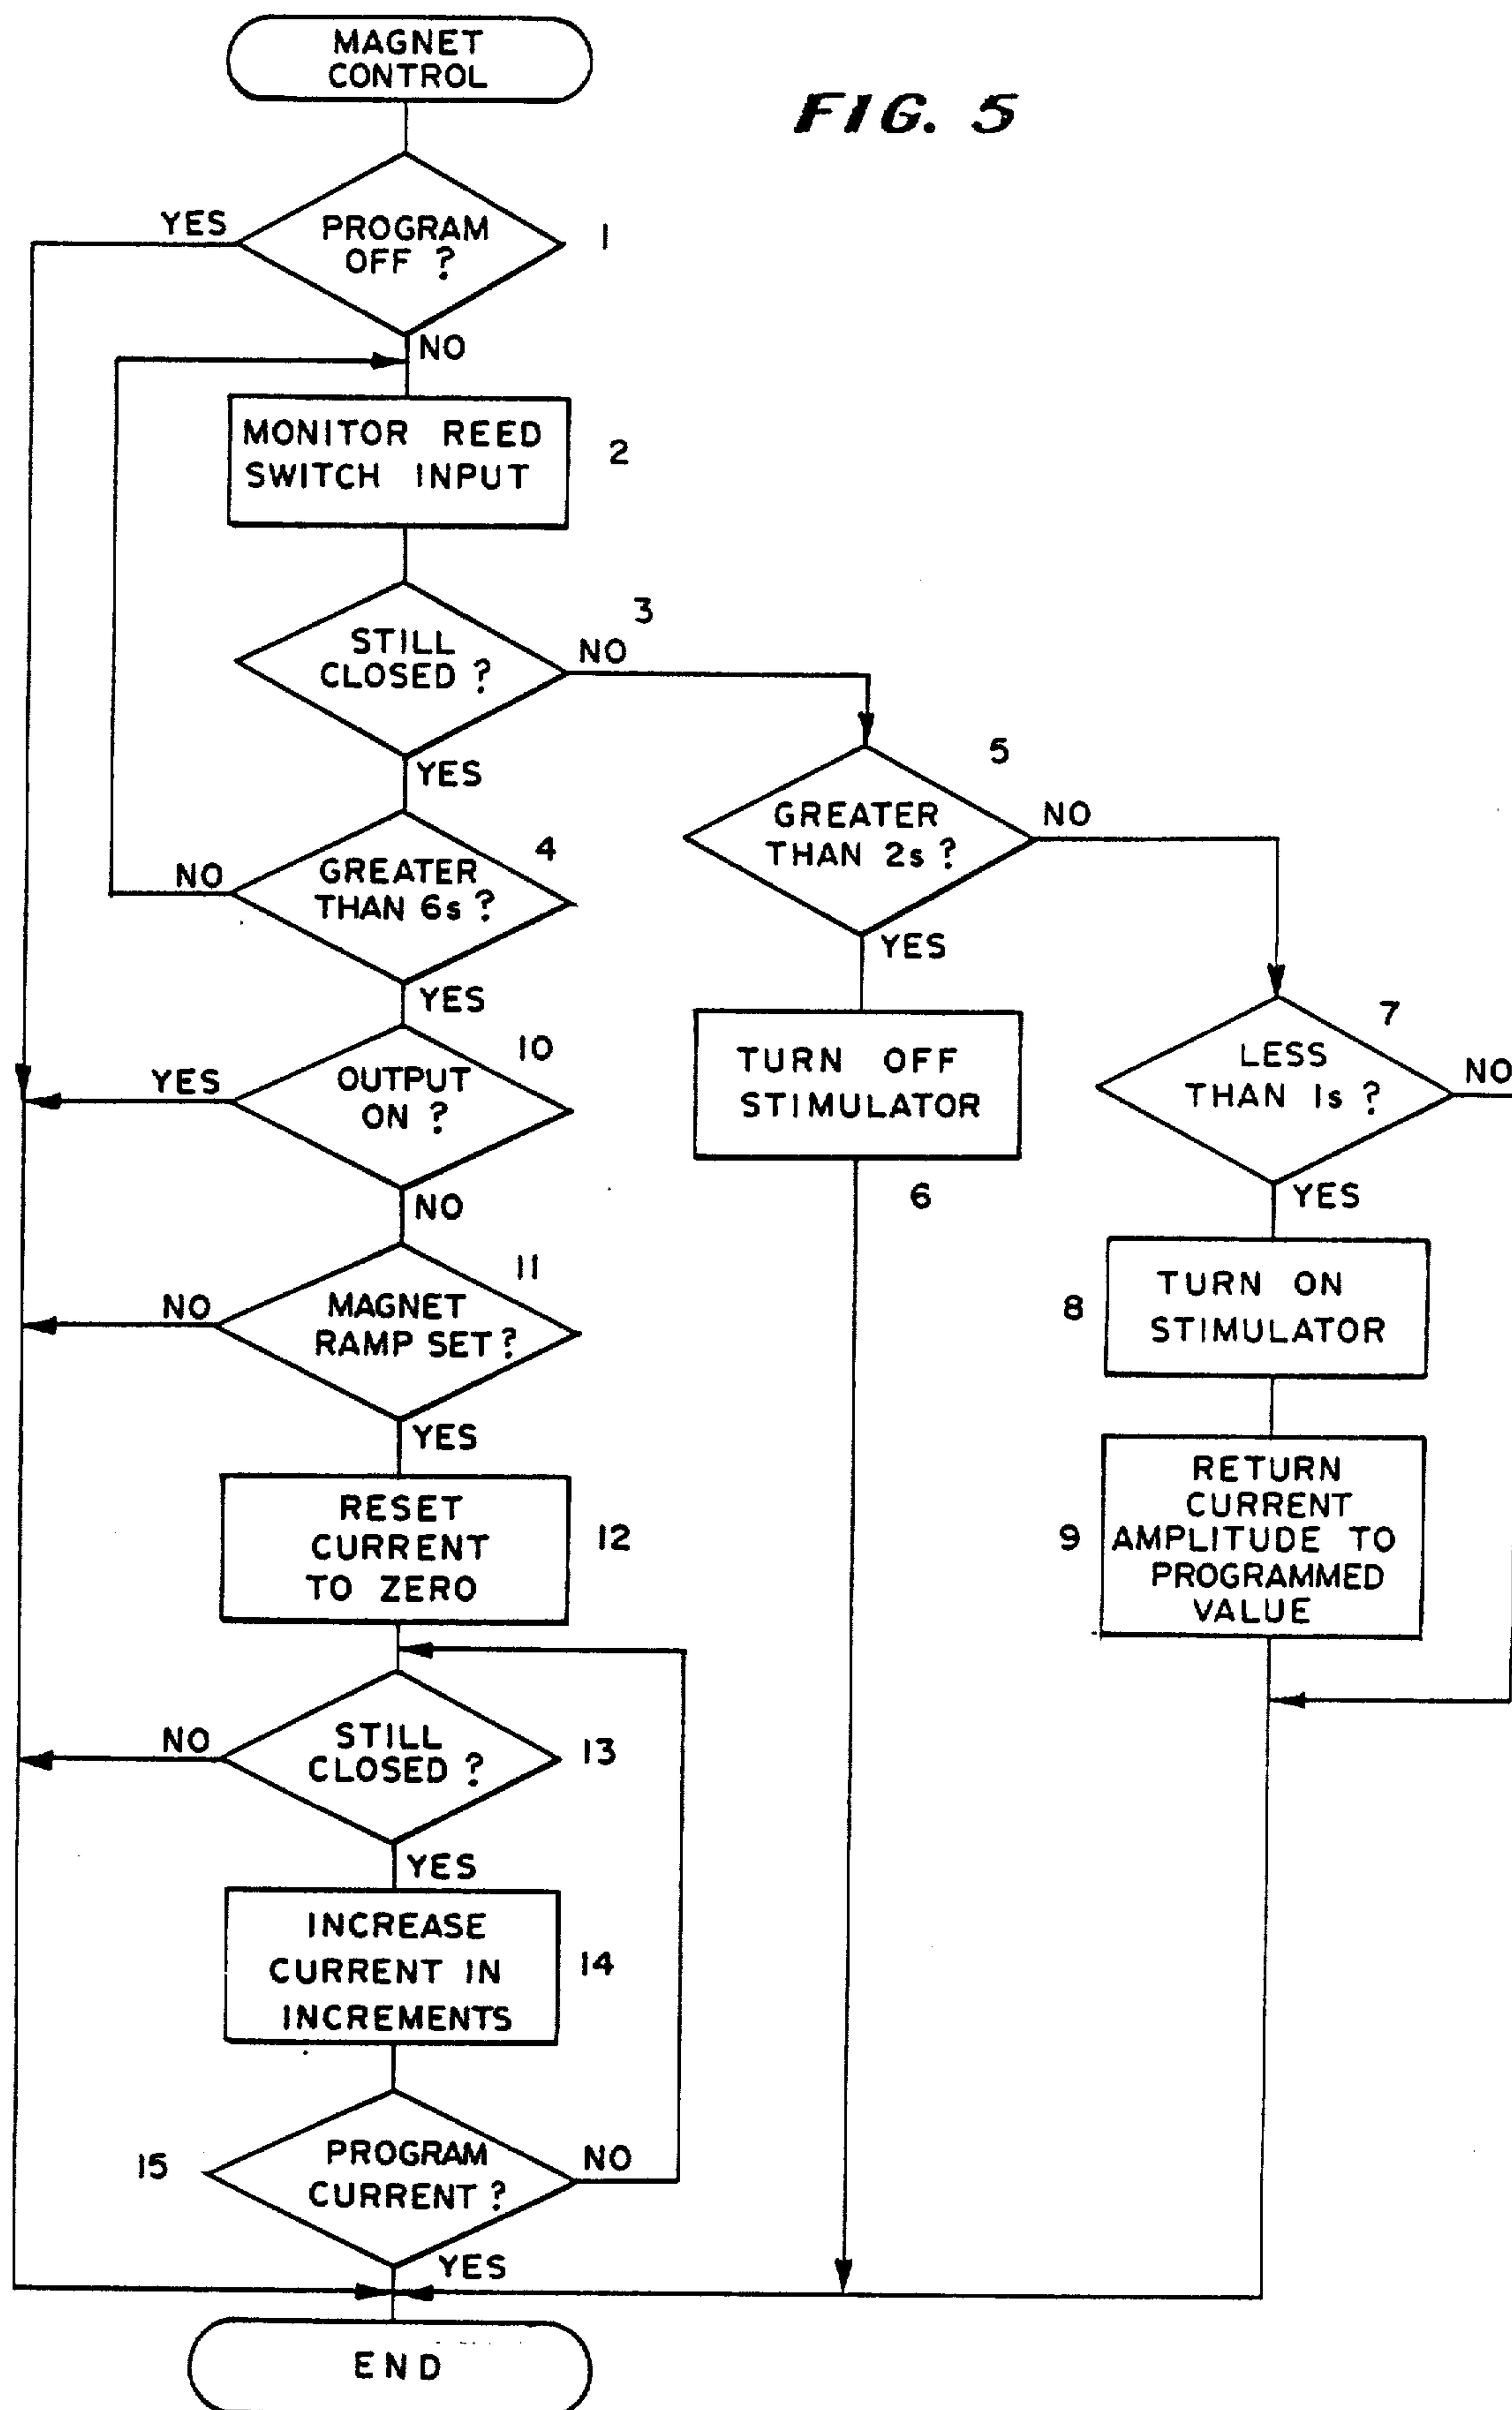 MAGNET
CONTROL
FIG. 5
YES
PROGRAM
OFF ?
1
NO
MONITOR REED
SWITCH INPUT
2
STILL
CLOSED ?
3
NO
YES
GREATER
THAN 6s ?
4
NO
YES
GREATER
THAN 2s ?
5
NO
YES
TURN OFF
STIMULATOR
6
LESS
THAN 1s ?
7
NO
YES
TURN ON
STIMULATOR
8
RETURN
CURRENT
AMPLITUDE TO
PROGRAMMED
VALUE
9
OUTPUT
ON ?
10
YES
NO
MAGNET
RAMP SET ?
11
NO
YES
RESET
CURRENT
TO ZERO
12
STILL
CLOSED ?
13
NO
YES
INCREASE
CURRENT IN
INCREMENTS
14
PROGRAM
CURRENT ?
15
NO
YES
END